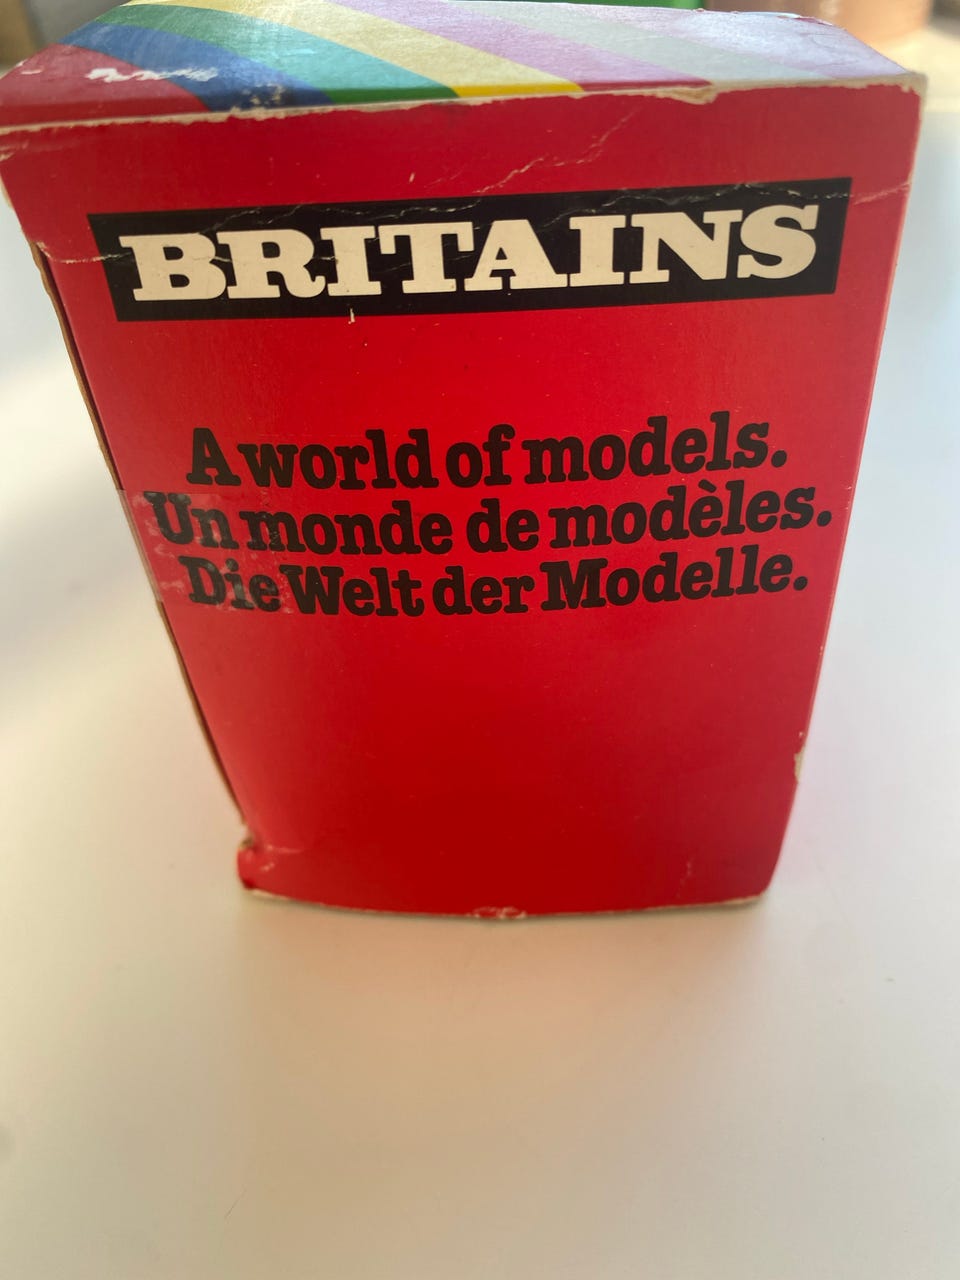 BRITAINS
A world of models.
Un monde de modèles.
Die Welt der Modelle.